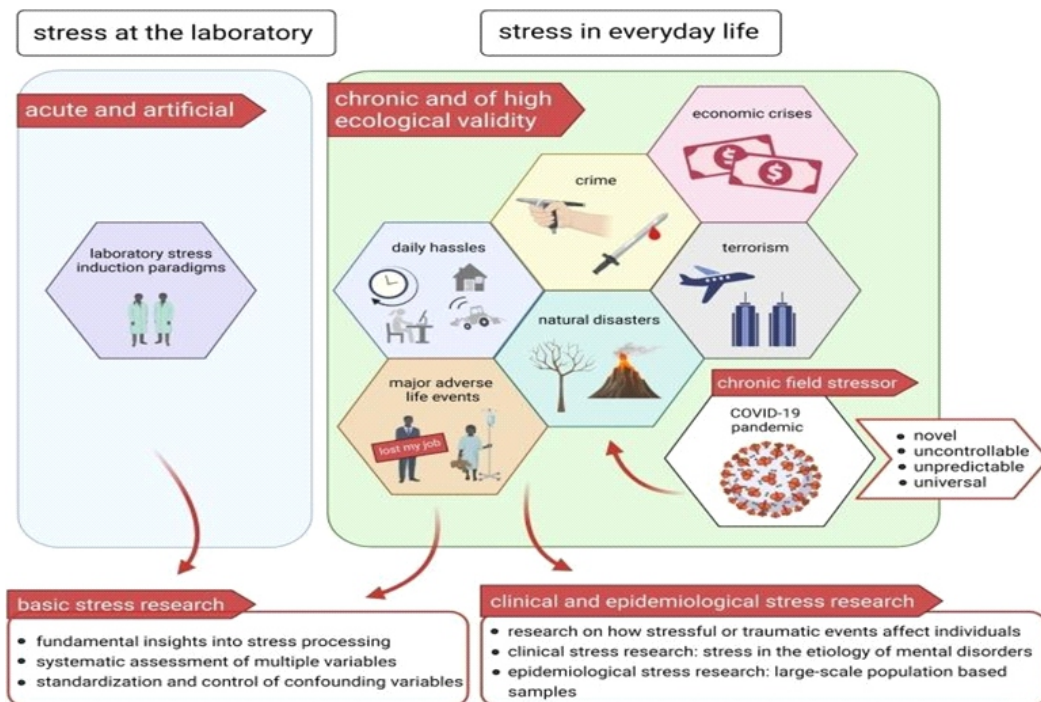 stress at the laboratory
stress in everyday life
acute and artificial
laboratory stress
induction paradigms
chronic and of high
ecological validity
economic crises
$
$
crime
daily hassles
terrorism
natural disasters
major adverse
life events
lost my job
chronic field stressor
COVID-19
pandemic
• novel
• uncontrollable
• unpredictable
• universal
basic stress research
• fundamental insights into stress processing
• systematic assessment of multiple variables
• standardization and control of confounding variables
clinical and epidemiological stress research
• research on how stressful or traumatic events affect individuals
• clinical stress research: stress in the etiology of mental disorders
• epidemiological stress research: large-scale population based
samples